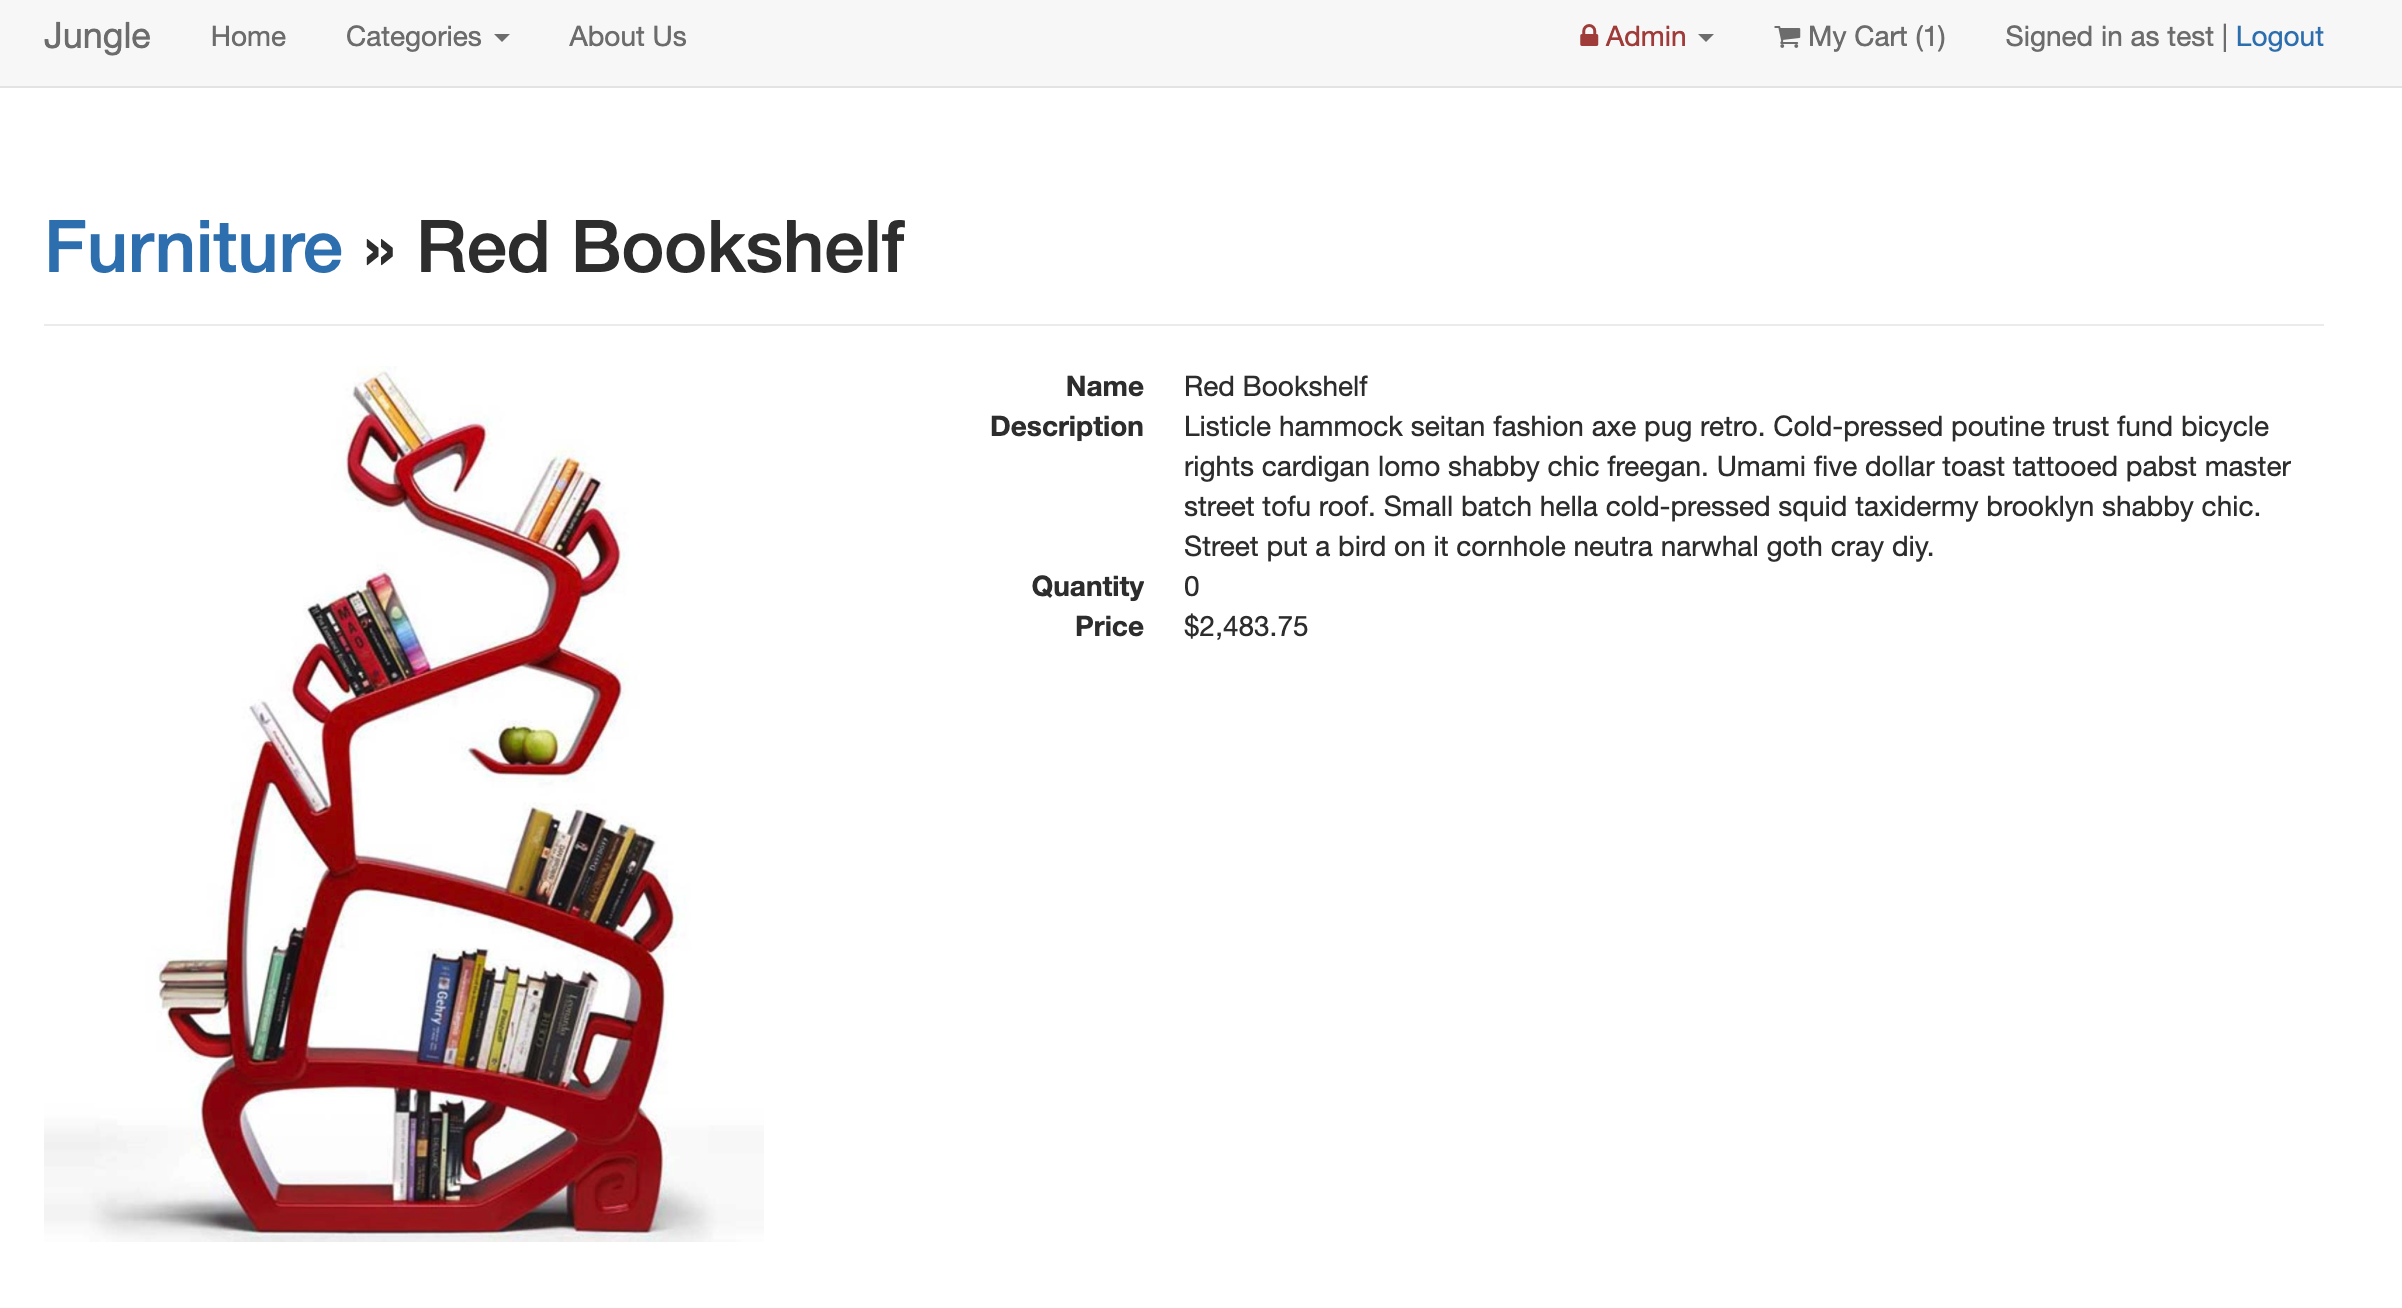 Jungle Home Categories About Us Admin My Cart (1) Signed in as test | Logout
Furniture » Red Bookshelf
Name Red Bookshelf
Description Listicle hammock seitan fashion axe pug retro. Cold-pressed poutine trust fund bicycle
rights cardigan lomo shabby chic freegan. Umami five dollar toast tattooed pabst master
street tofu roof. Small batch hella cold-pressed squid taxidermy brooklyn shabby chic.
Street put a bird on it cornhole neutra narwhal goth cray diy.
Quantity 0
Price $2,483.75
MAD
Gehry